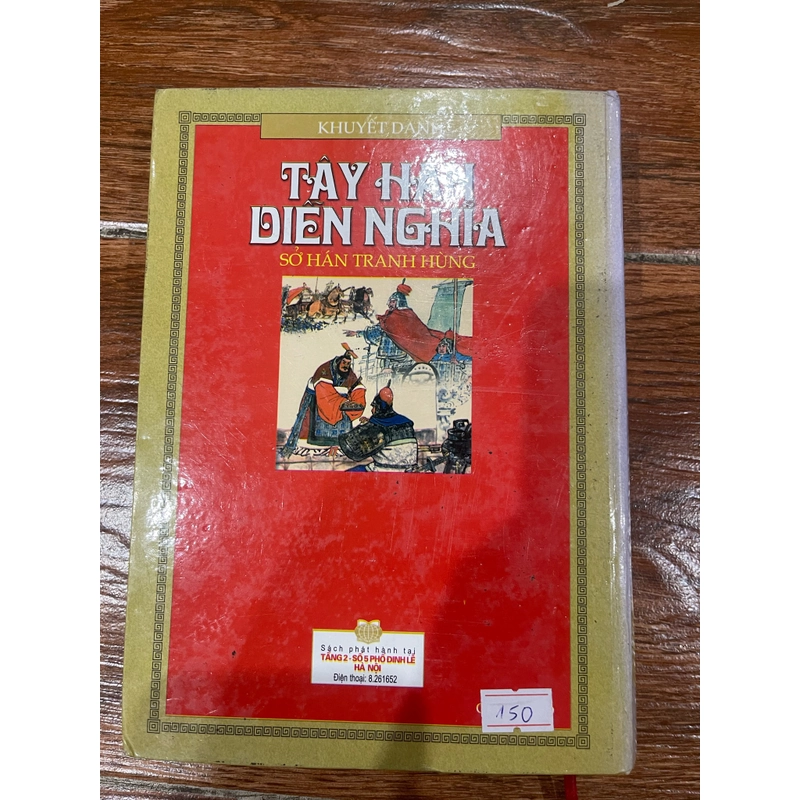 KHUYẾT DANH
TÂY HÁN
DIỄN NGHĨA
SỞ HÁN TRANH HÙNG
Sách phát hành tại
TẦNG 2 - SỐ 5 PHỐ ĐINH LỄ
HÀ NỘI
Điện thoại: 8.261652
150